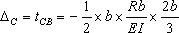 Δ_C = t_CB = − 1/2 × b × Rb/EI × 2b/3